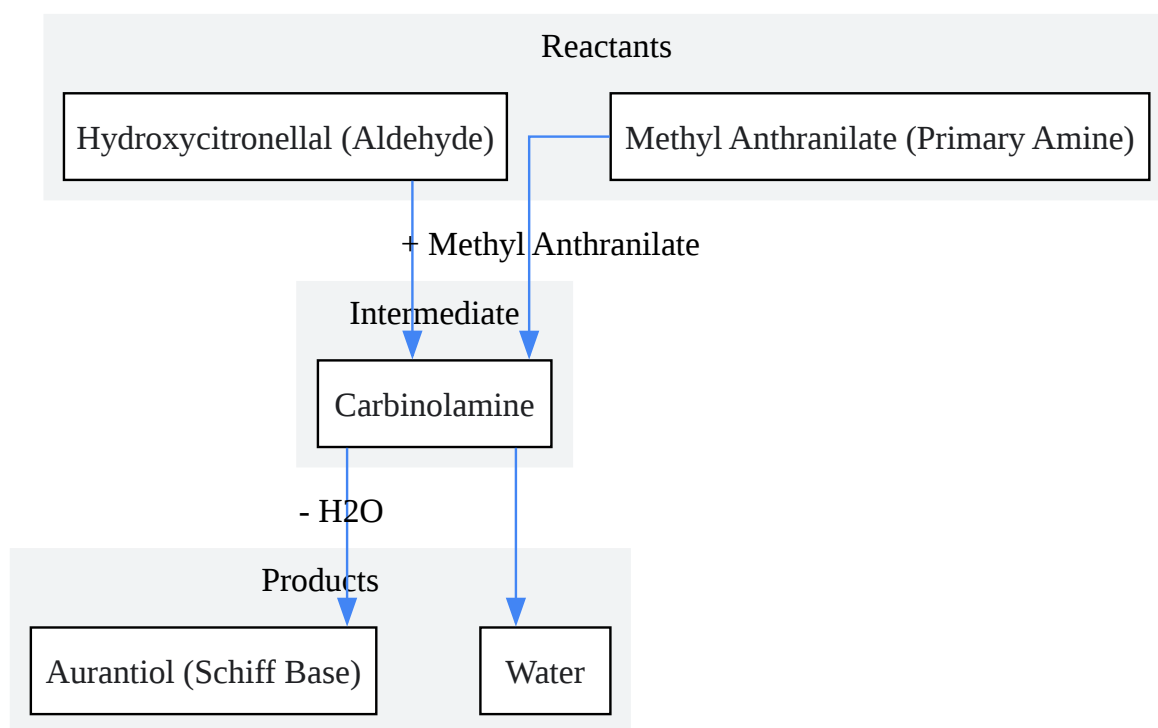 Reactants
Hydroxycitronellal (Aldehyde)
Methyl Anthranilate (Primary Amine)
+ Methyl Anthranilate
Intermediate
Carbinolamine
- H2O
Products
Aurantiol (Schiff Base)
Water